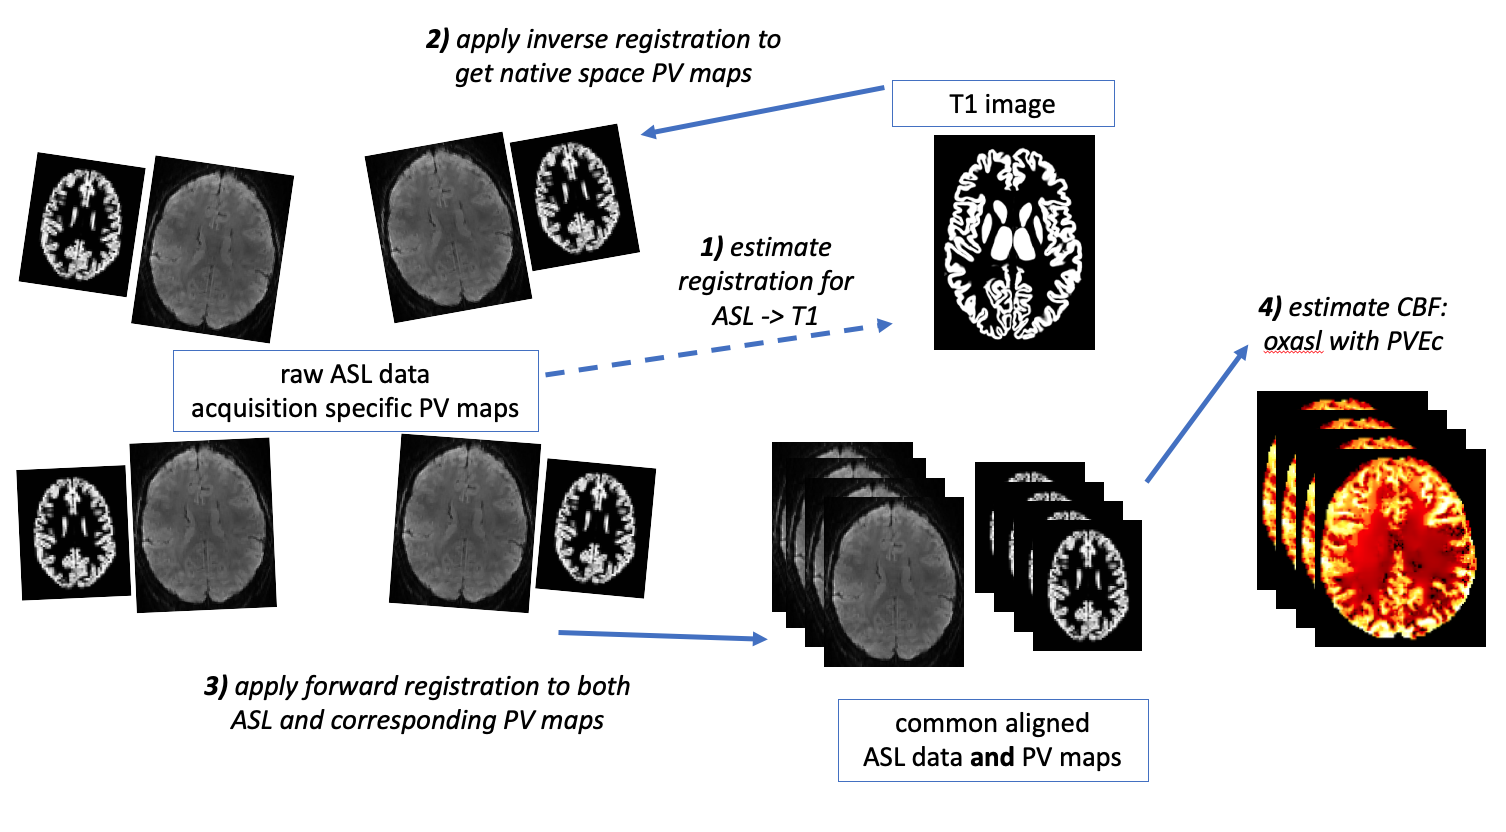 2) apply inverse registration to
get native space PV maps
T1 image
1) estimate
registration for
ASL -> T1
4) estimate CBF:
oxasl with PVEc
raw ASL data
acquisition specific PV maps
3) apply forward registration to both
ASL and corresponding PV maps
common aligned
ASL data and PV maps